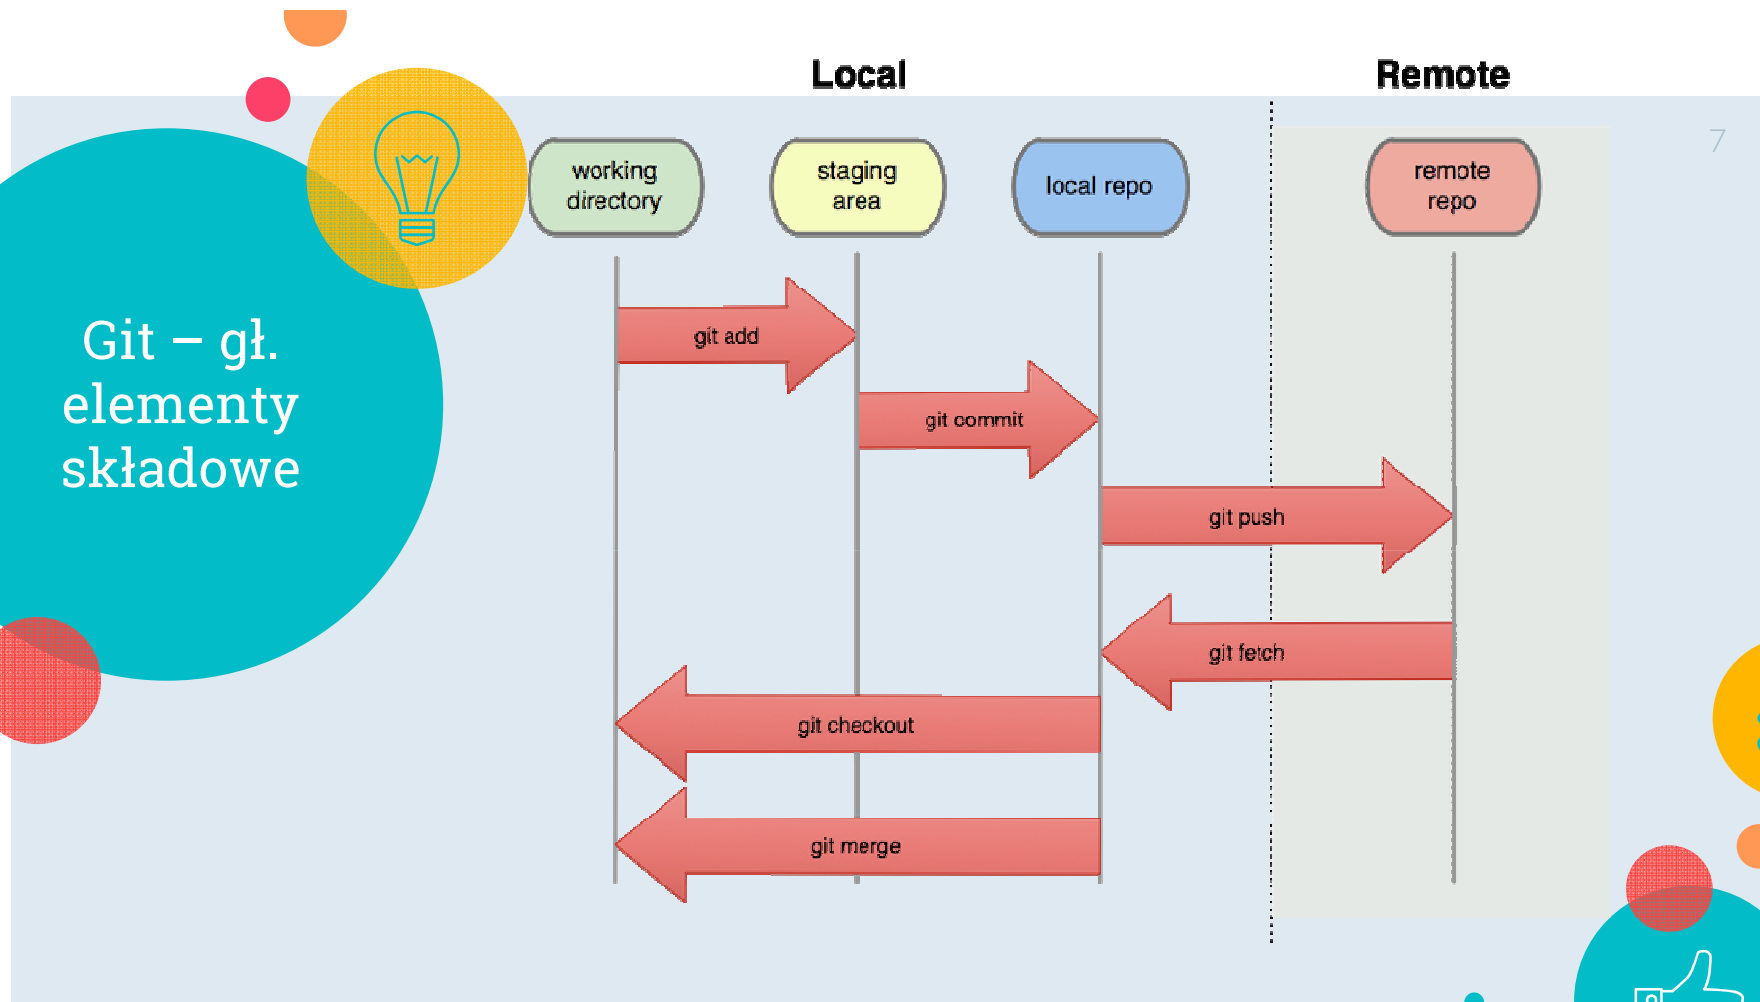 Local
Remote
7
working
directory
staging
area
local repo
remote
repo
Git – gł.
elementy
składowe
git add
git commit
git push
git fetch
git checkout
git merge